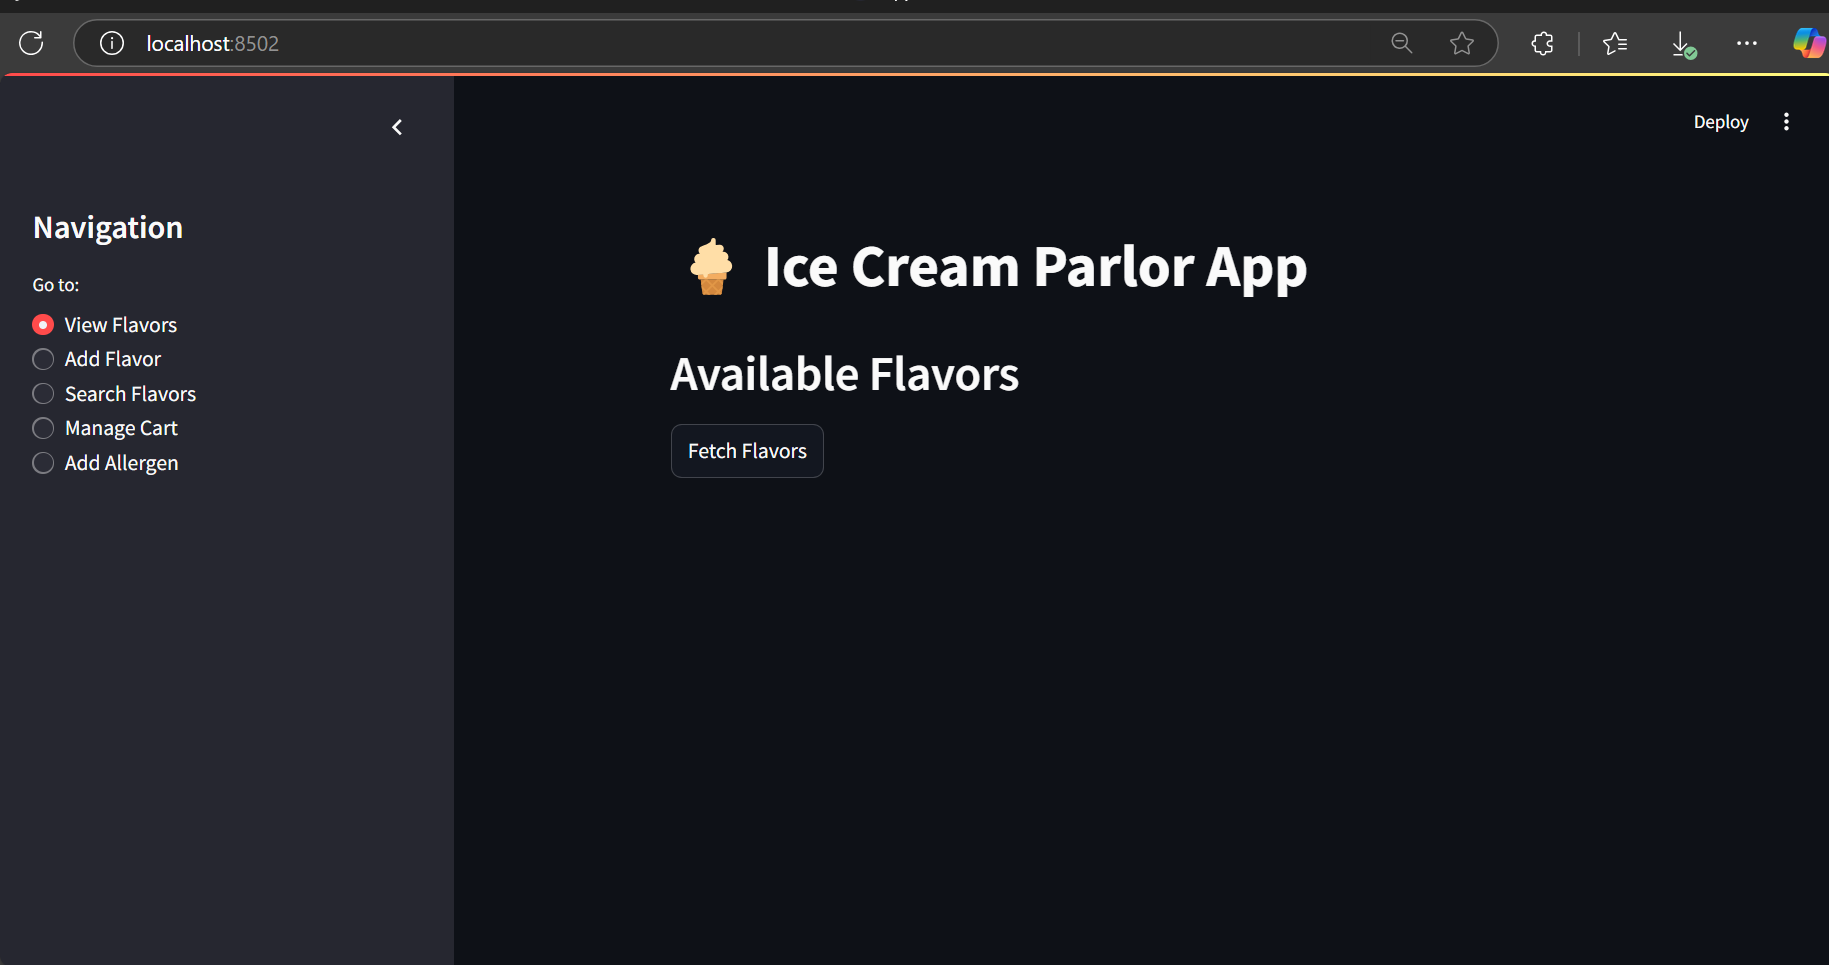 localhost:8502
Deploy
Navigation
Go to:
View Flavors
Add Flavor
Search Flavors
Manage Cart
Add Allergen
Ice Cream Parlor App
Available Flavors
Fetch Flavors